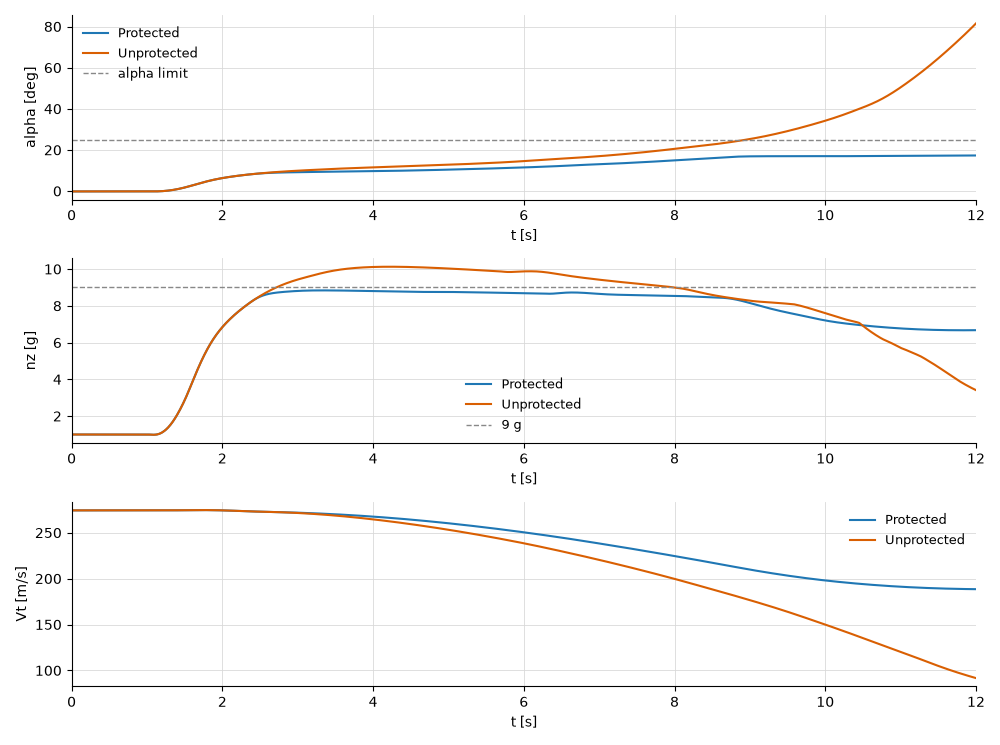 80
60
40
20
0
alpha [deg]
Protected
Unprotected
alpha limit
0 2 4 6 8 10 12
t [s]
10
8
6
4
2
nz [g]
Protected
Unprotected
9 g
0 2 4 6 8 10 12
t [s]
250
200
150
100
Vt [m/s]
Protected
Unprotected
0 2 4 6 8 10 12
t [s]